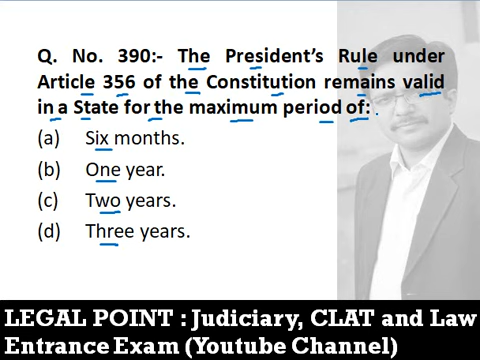 Q. No. 390:- The President's Rule under
Article 356 of the Constitution remains valid
in a State for the maximum period of: .
(a) Six months.
(b) One year.
(c) Two years.
(d) Three years.
LEGAL POINT : Judiciary, CLAT and Law
Entrance Exam (Youtube Channel)